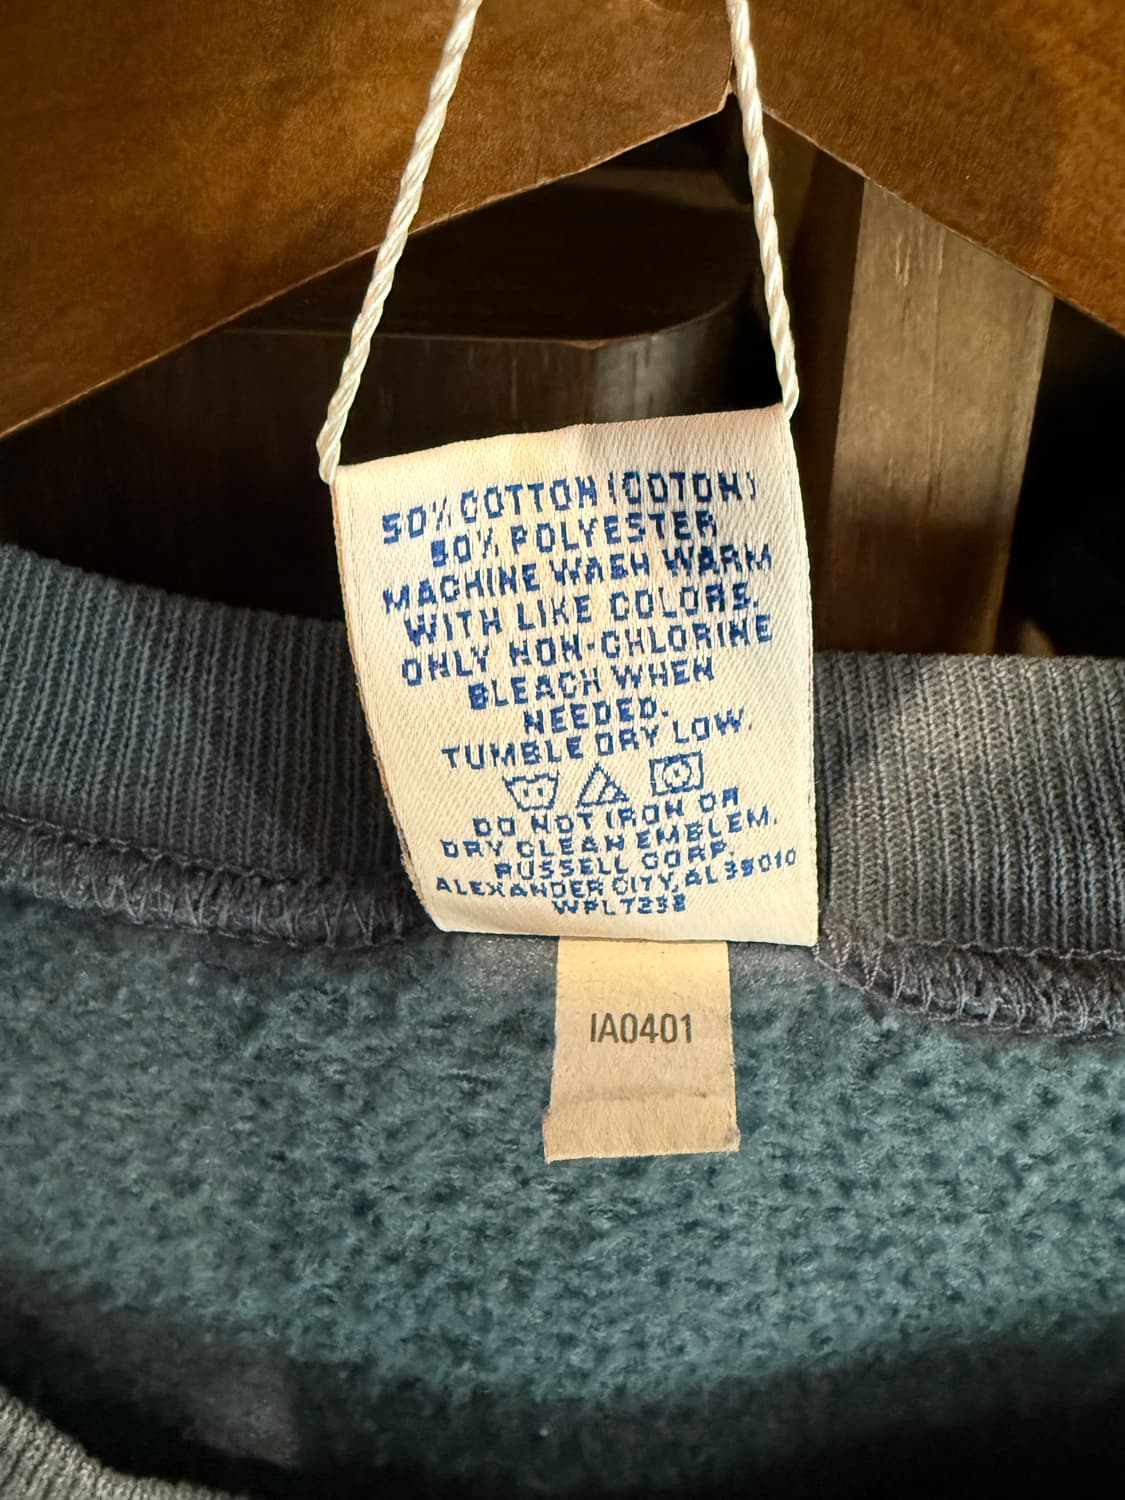 50% COTTON (COTON)
50% POLYESTER
MACHINE WASH WARM
WITH LIKE COLORS.
ONLY NON-CHLORINE
BLEACH WHEN
NEEDED.
TUMBLE DRY LOW.
DO NOT IRON OR
DRY CLEAN EMBLEM.
RUSSELL CORP.
ALEXANDER CITY, AL 35010
WPL7238
IA0401